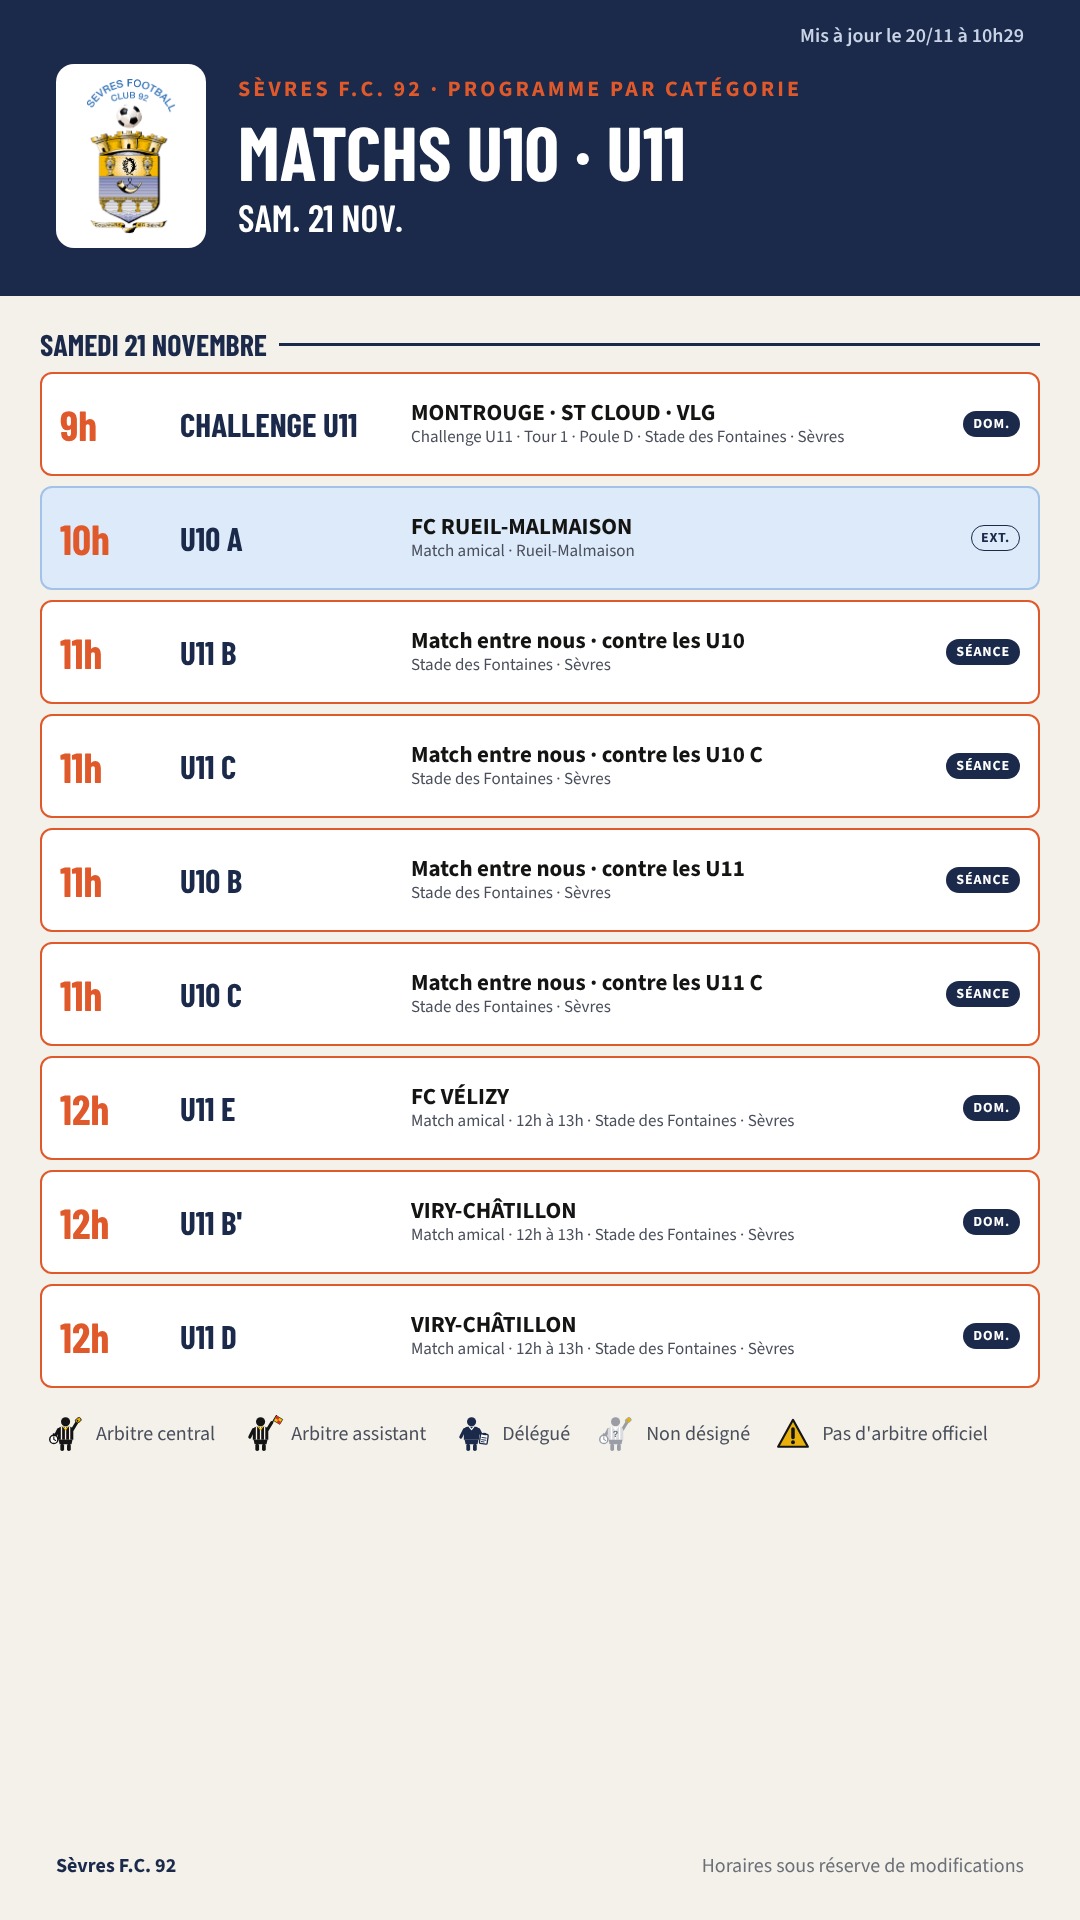 Mis à jour le 20/11 à 10h29
SEVRES FOOTBALL
CLUB 92
SÈVRES F.C. 92 · PROGRAMME PAR CATÉGORIE
MATCHS U10 · U11
SAM. 21 NOV.
SAMEDI 21 NOVEMBRE
9h CHALLENGE U11 MONTROUGE · ST CLOUD · VLG DOM.
Challenge U11 · Tour 1 · Poule D · Stade des Fontaines · Sèvres
10h U10 A FC RUEIL-MALMAISON EXT.
Match amical · Rueil-Malmaison
11h U11 B Match entre nous · contre les U10 SÉANCE
Stade des Fontaines · Sèvres
11h U11 C Match entre nous · contre les U10 C SÉANCE
Stade des Fontaines · Sèvres
11h U10 B Match entre nous · contre les U11 SÉANCE
Stade des Fontaines · Sèvres
11h U10 C Match entre nous · contre les U11 C SÉANCE
Stade des Fontaines · Sèvres
12h U11 E FC VÉLIZY DOM.
Match amical · 12h à 13h · Stade des Fontaines · Sèvres
12h U11 B' VIRY-CHÂTILLON DOM.
Match amical · 12h à 13h · Stade des Fontaines · Sèvres
12h U11 D VIRY-CHÂTILLON DOM.
Match amical · 12h à 13h · Stade des Fontaines · Sèvres
Arbitre central Arbitre assistant Délégué Non désigné Pas d'arbitre officiel
Sèvres F.C. 92 Horaires sous réserve de modifications